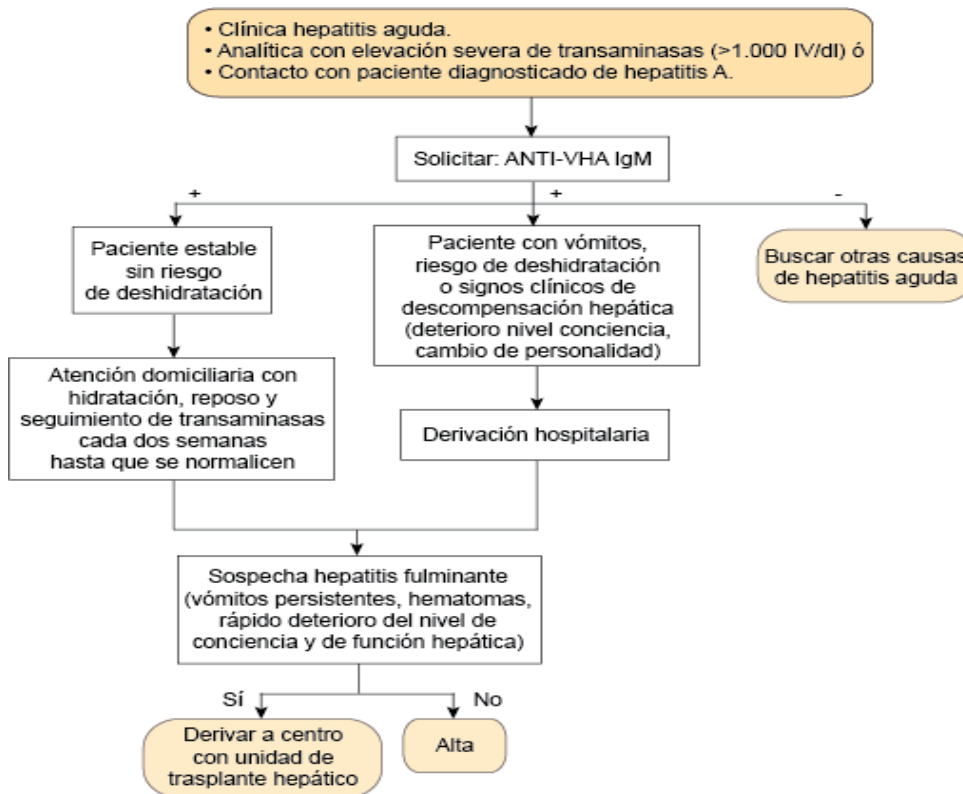 • Clínica hepatitis aguda.
• Analítica con elevación severa de transaminasas (>1.000 IV/dl) ó
• Contacto con paciente diagnosticado de hepatitis A.
Solicitar: ANTI-VHA IgM
+
+
-
Paciente estable
sin riesgo
de deshidratación
Paciente con vómitos,
riesgo de deshidratación
o signos clínicos de
descompensación hepática
(deterioro nivel conciencia,
cambio de personalidad)
Buscar otras causas
de hepatitis aguda
Atención domiciliaria con
hidratación, reposo y
seguimiento de transaminasas
cada dos semanas
hasta que se normalicen
Derivación hospitalaria
Sospecha hepatitis fulminante
(vómitos persistentes, hematomas,
rápido deterioro del nivel de
conciencia y de función hepática)
Sí
No
Derivar a centro
con unidad de
trasplante hepático
Alta